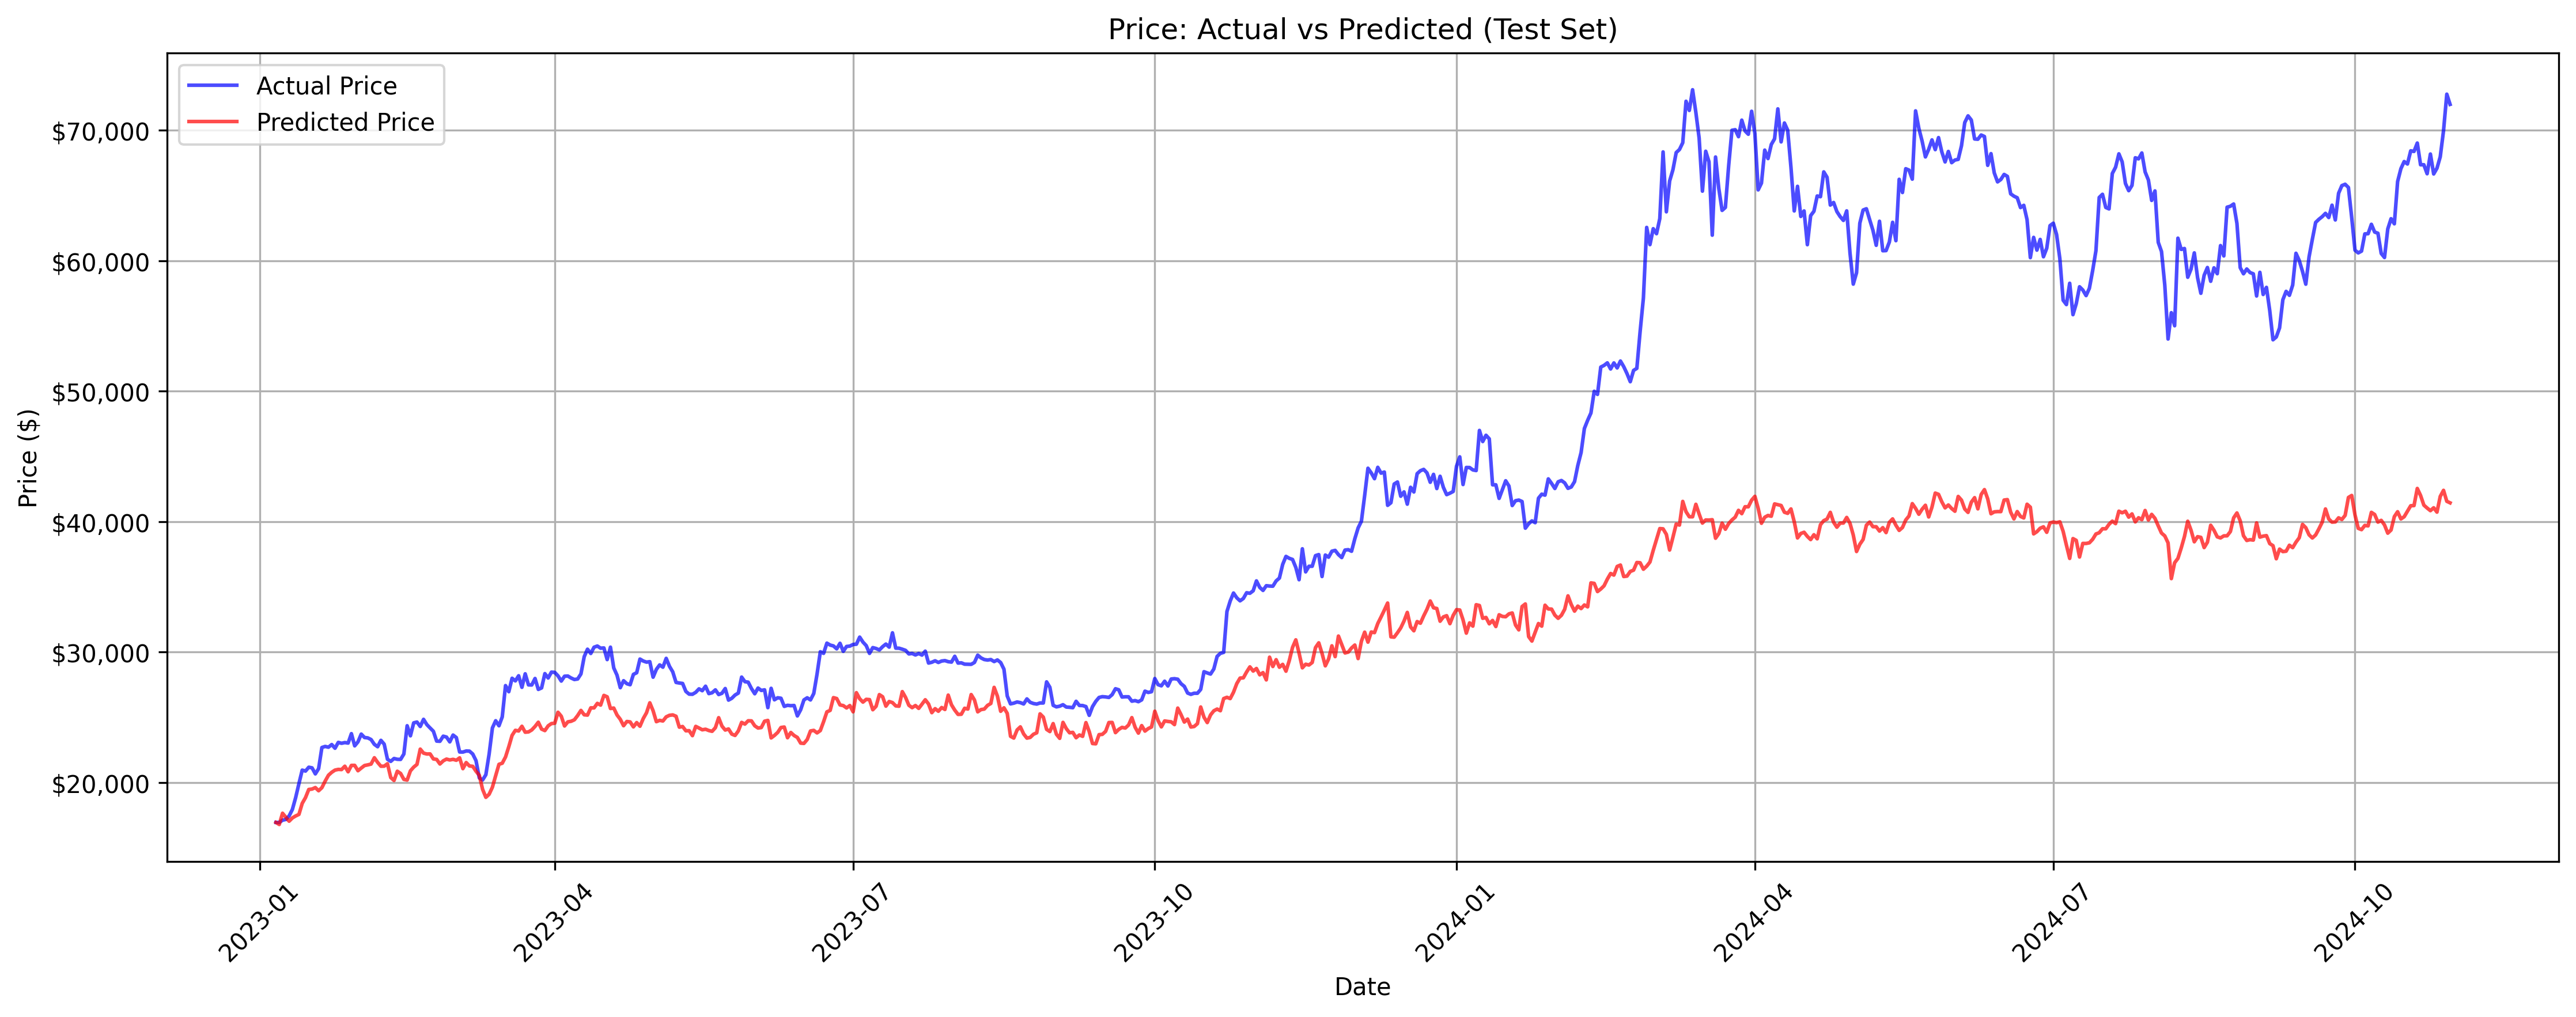 Price: Actual vs Predicted (Test Set)
Actual Price
Predicted Price
Price ($)
$70,000
$60,000
$50,000
$40,000
$30,000
$20,000
2023-01
2023-04
2023-07
2023-10
2024-01
2024-04
2024-07
2024-10
Date